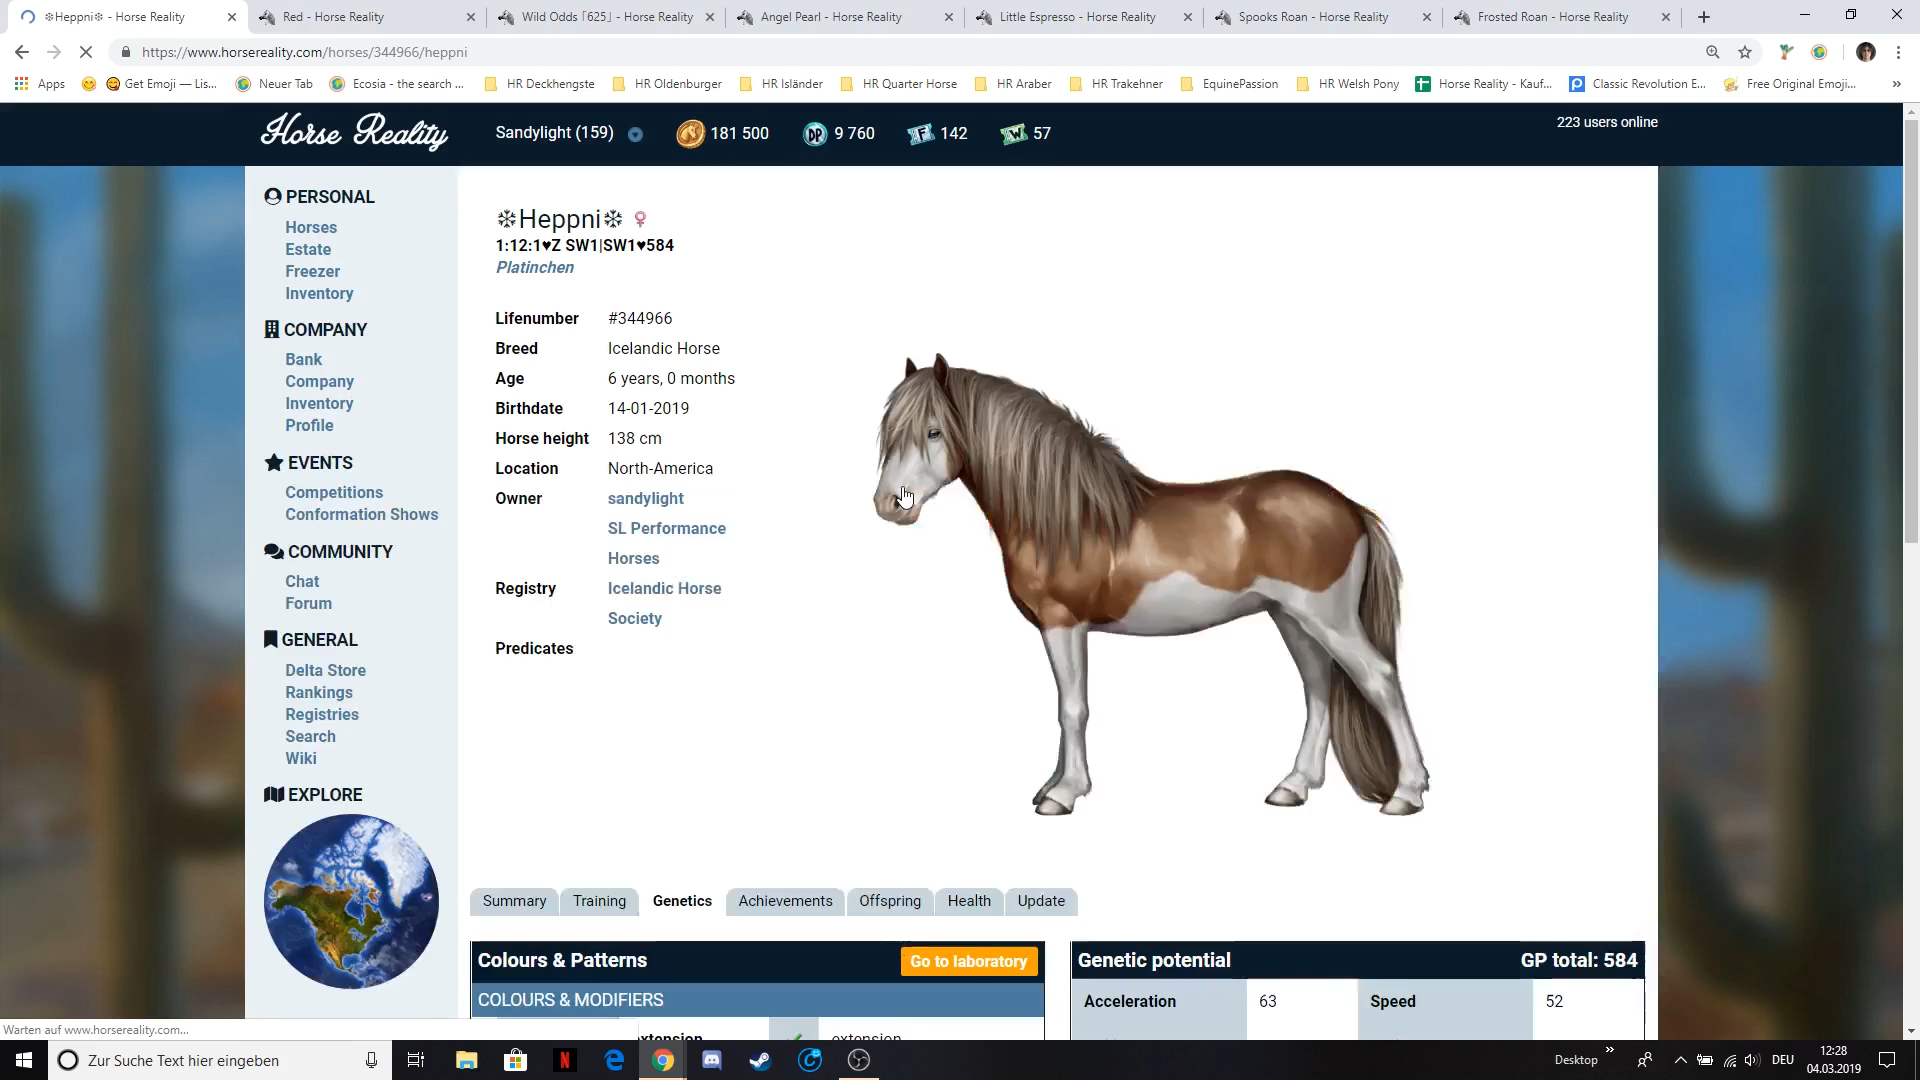 ❄Heppni❄ - Horse Reality
Red - Horse Reality
Wild Odds「625」- Horse Reality
Angel Pearl - Horse Reality
Little Espresso - Horse Reality
Spooks Roan - Horse Reality
Frosted Roan - Horse Reality
https://www.horsereality.com/horses/344966/heppni
Apps
Get Emoji — Lis...
Neuer Tab
Ecosia - the search ...
HR Deckhengste
HR Oldenburger
HR Isländer
HR Quarter Horse
HR Araber
HR Trakehner
EquinePassion
HR Welsh Pony
Horse Reality - Kauf...
Classic Revolution E...
Free Original Emoji...
»
Horse Reality
Sandylight (159)
181 500
DP 9 760
F 142
W 57
223 users online
PERSONAL
Horses
Estate
Freezer
Inventory
COMPANY
Bank
Company
Inventory
Profile
EVENTS
Competitions
Conformation Shows
COMMUNITY
Chat
Forum
GENERAL
Delta Store
Rankings
Registries
Search
Wiki
EXPLORE
❄Heppni❄ ♀
1:12:1♥Z SW1|SW1♥584
Platinchen
Lifenumber #344966
Breed Icelandic Horse
Age 6 years, 0 months
Birthdate 14-01-2019
Horse height 138 cm
Location North-America
Owner sandylight
SL Performance
Horses
Registry Icelandic Horse
Society
Predicates
Summary
Training
Genetics
Achievements
Offspring
Health
Update
Colours & Patterns
Go to laboratory
COLOURS & MODIFIERS
extension
extension
Genetic potential
GP total: 584
Acceleration 63
Speed 52
Warten auf www.horsereality.com...
Zur Suche Text hier eingeben
Desktop
»
DEU
12:28
04.03.2019